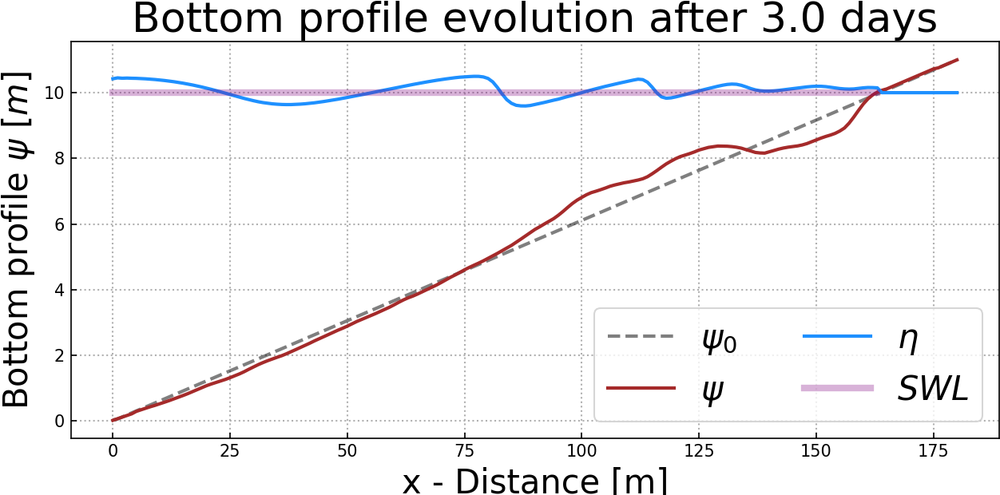 Bottom profile evolution after 3.0 days
Bottom profile ψ [m]
10
8
6
4
2
0
0 25 50 75 100 125 150 175
x - Distance [m]
ψ₀ η
ψ SWL